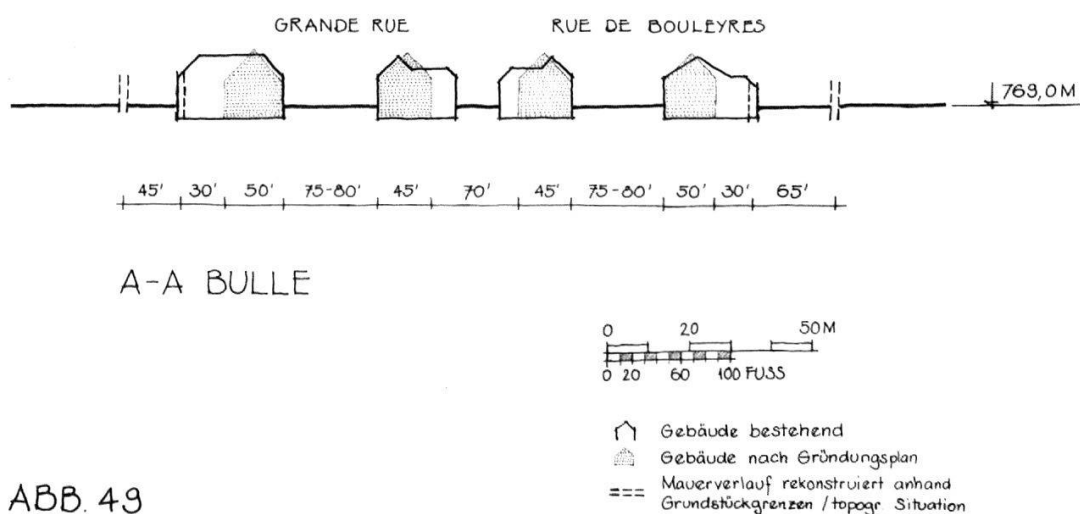 GRANDE RUE RUE DE BOULEYRES
769,0M
45' 30' 50' 75-80' 45' 70' 45' 75-80' 50' 30' 65'
A-A BULLE
0 20 50M
0 20 60 100 FUSS
Gebäude bestehend
Gebäude nach Gründungsplan
Mauerverlauf rekonstruiert anhand
Grundstückgrenzen / topogr. Situation
ABB. 49